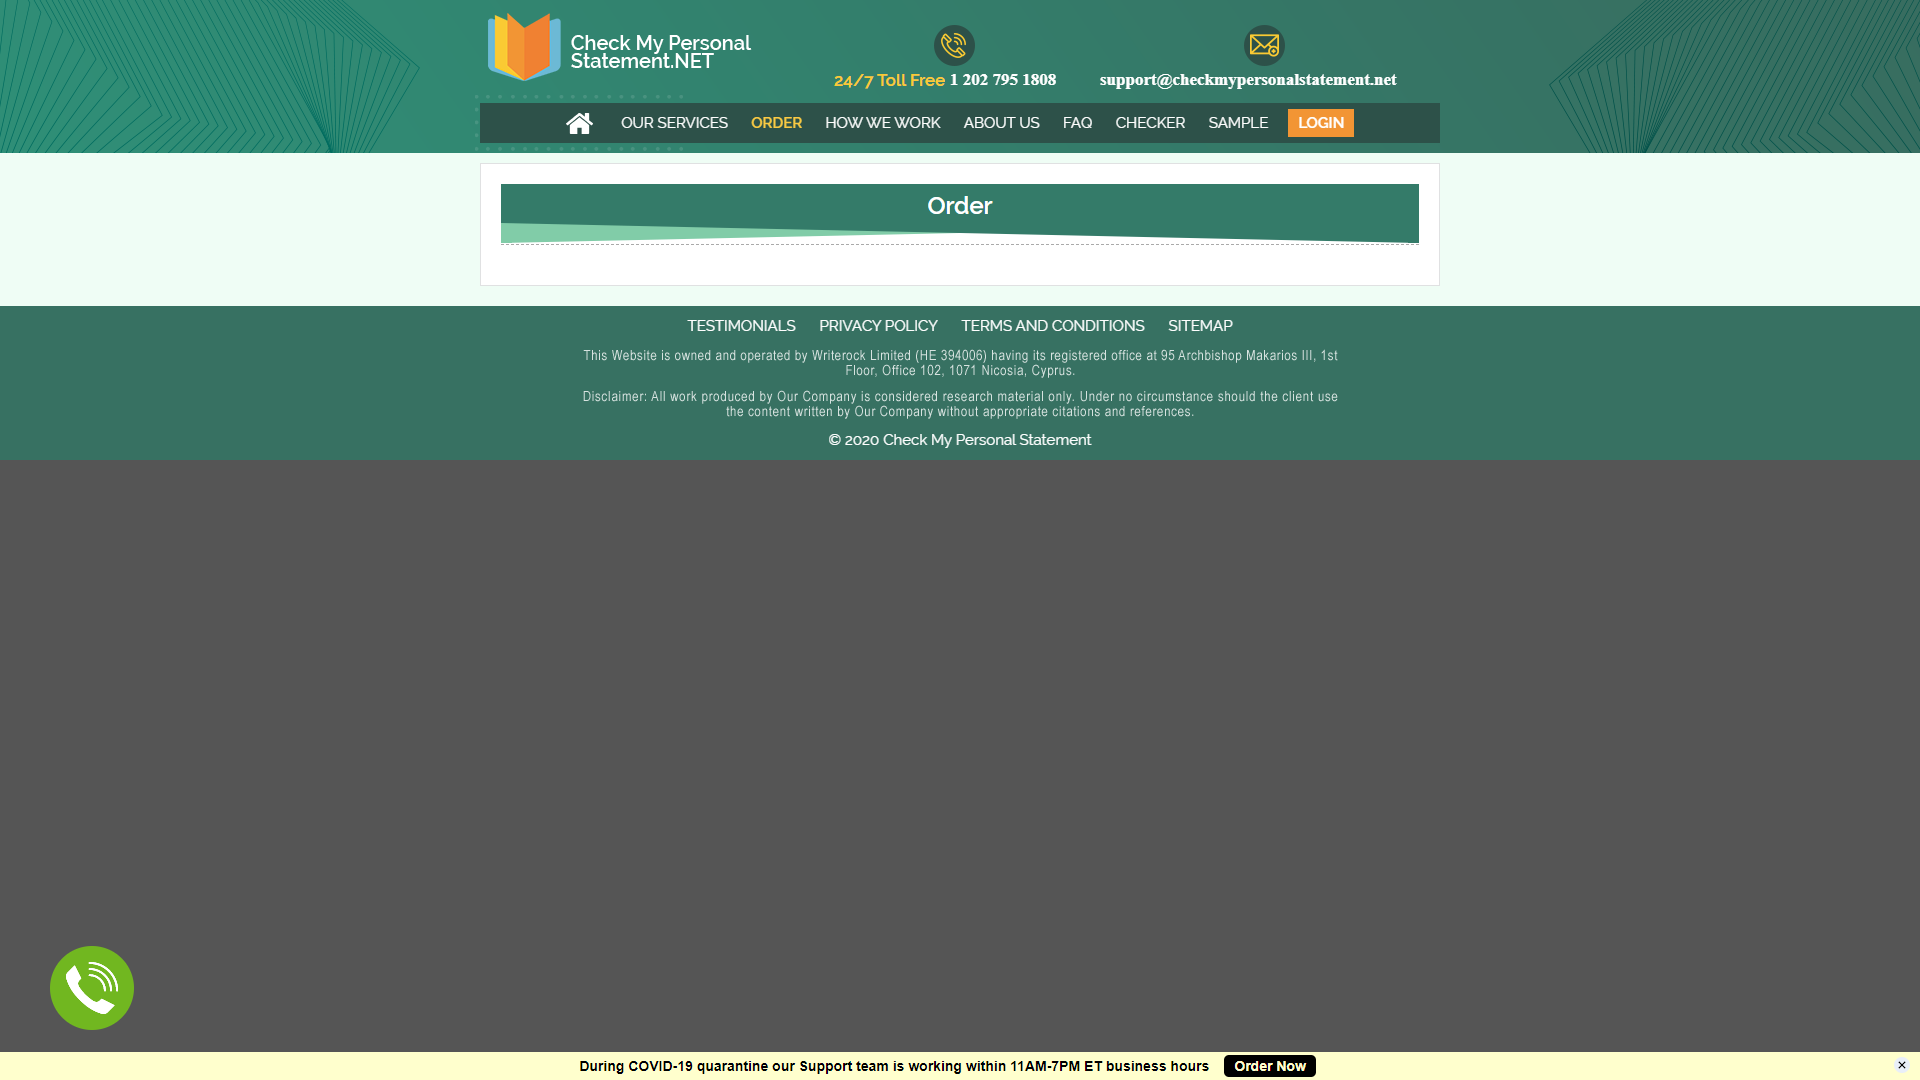 Check My Personal
Statement.NET
24/7 Toll Free 1 202 795 1808
support@checkmypersonalstatement.net
OUR SERVICES ORDER HOW WE WORK ABOUT US FAQ CHECKER SAMPLE LOGIN
Order
TESTIMONIALS PRIVACY POLICY TERMS AND CONDITIONS SITEMAP
This Website is owned and operated by Writerock Limited (HE 394006) having its registered office at 95 Archbishop Makarios III, 1st
Floor, Office 102, 1071 Nicosia, Cyprus.
Disclaimer: All work produced by Our Company is considered research material only. Under no circumstance should the client use
the content written by Our Company without appropriate citations and references.
© 2020 Check My Personal Statement
During COVID-19 quarantine our Support team is working within 11AM-7PM ET business hours Order Now